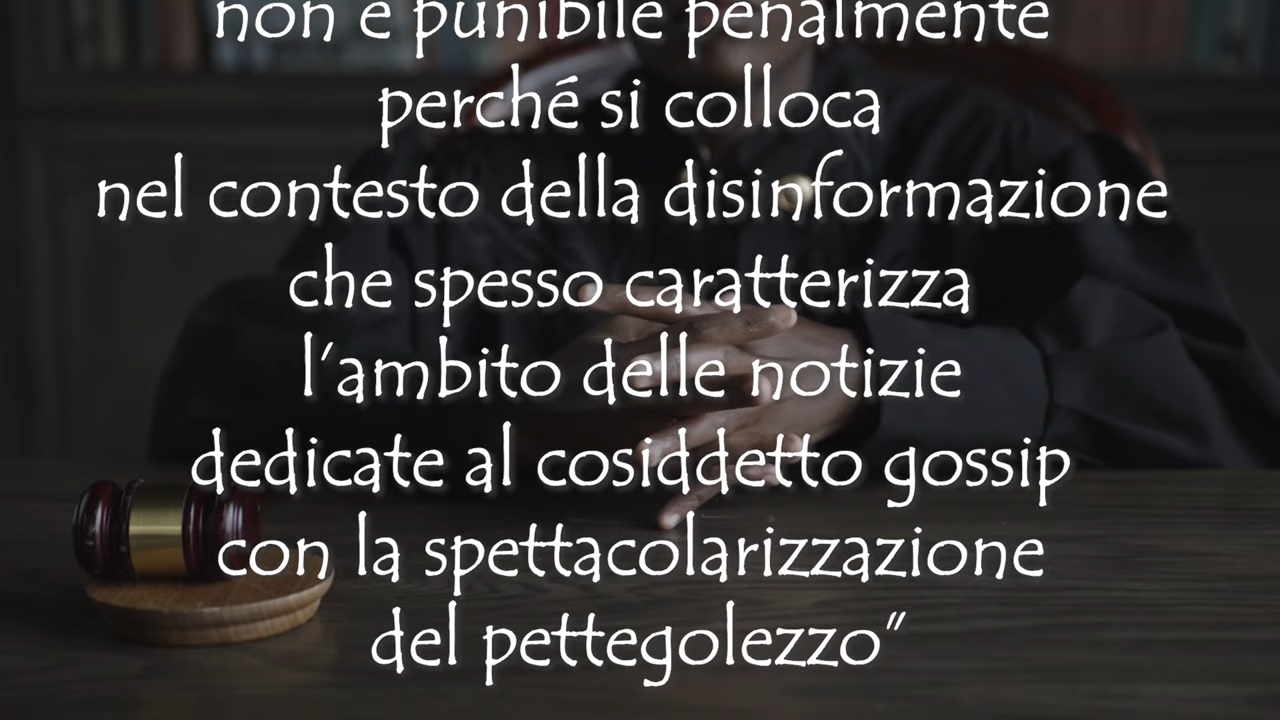 non è punibile penalmente
perché si colloca
nel contesto della disinformazione
che spesso caratterizza
l'ambito delle notizie
dedicate al cosiddetto gossip
con la spettacolarizzazione
del pettegolezzo”